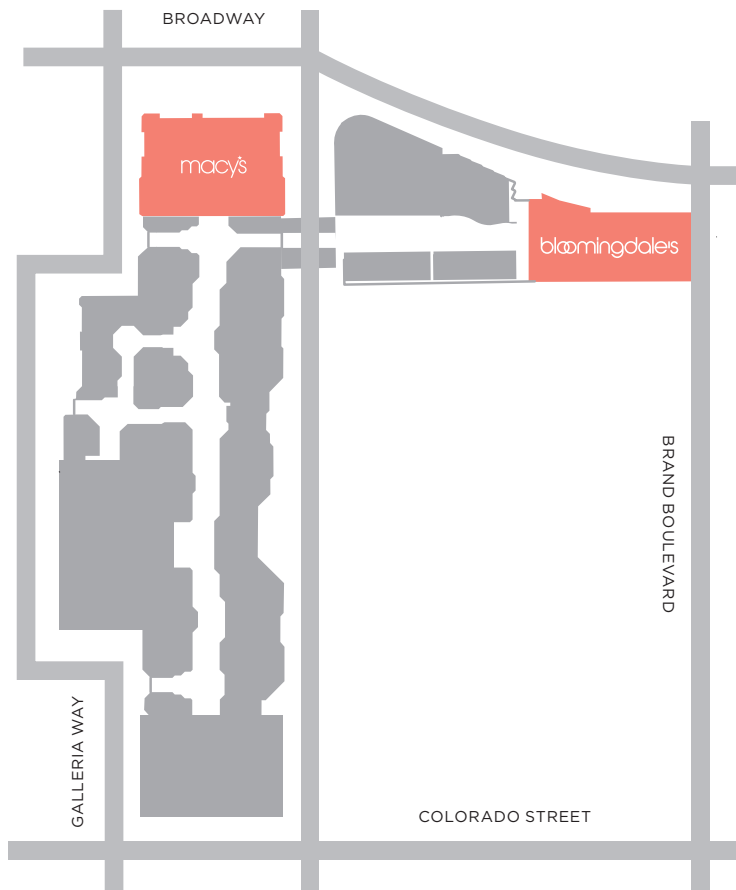 BROADWAY
macy's
bloomingdale's
BRAND BOULEVARD
GALLERIA WAY
COLORADO STREET